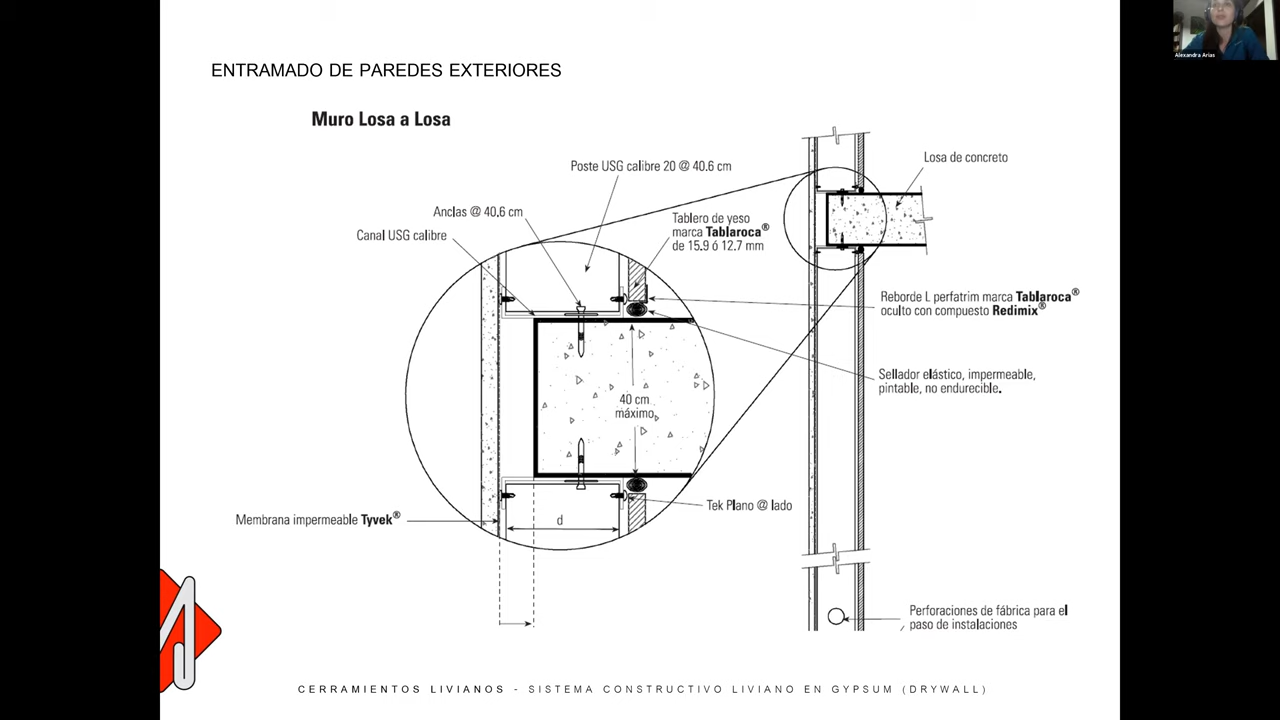 Alexandra Arias
ENTRAMADO DE PAREDES EXTERIORES
Muro Losa a Losa
Poste USG calibre 20 @ 40.6 cm
Losa de concreto
Anclas @ 40,6 cm
Canal USG calibre
Tablero de yeso
marca Tablaroca®
de 15.9 ó 12.7 mm
Reborde L perfatrim marca Tablaroca®
oculto con compuesto Redimix®
Sellador elástico, impermeable,
pintable, no endurecible.
40 cm
máximo
Tek Plano @ lado
Membrana impermeable Tyvek®
d
Perforaciones de fábrica para el
paso de instalaciones
CERRAMIENTOS LIVIANOS - SISTEMA CONSTRUCTIVO LIVIANO EN GYPSUM (DRYWALL)